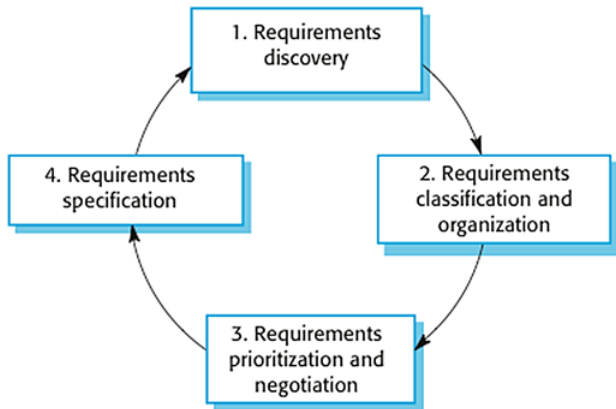 1. Requirements
discovery
2. Requirements
classification and
organization
3. Requirements
prioritization and
negotiation
4. Requirements
specification